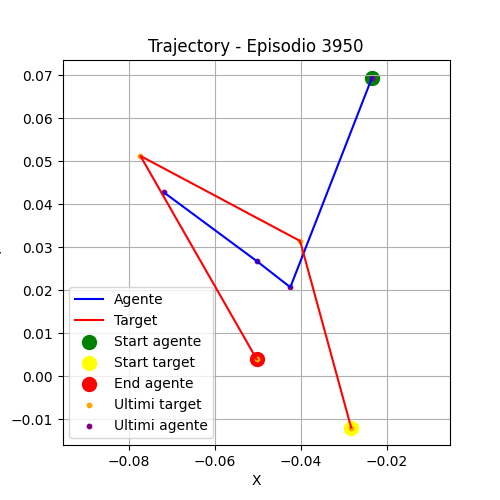 Trajectory - Episodio 3950
0.07
0.06
0.05
0.04
0.03
0.02
0.01
0.00
−0.01
Agente
Target
Start agente
Start target
End agente
Ultimi target
Ultimi agente
−0.08 −0.06 −0.04 −0.02
X